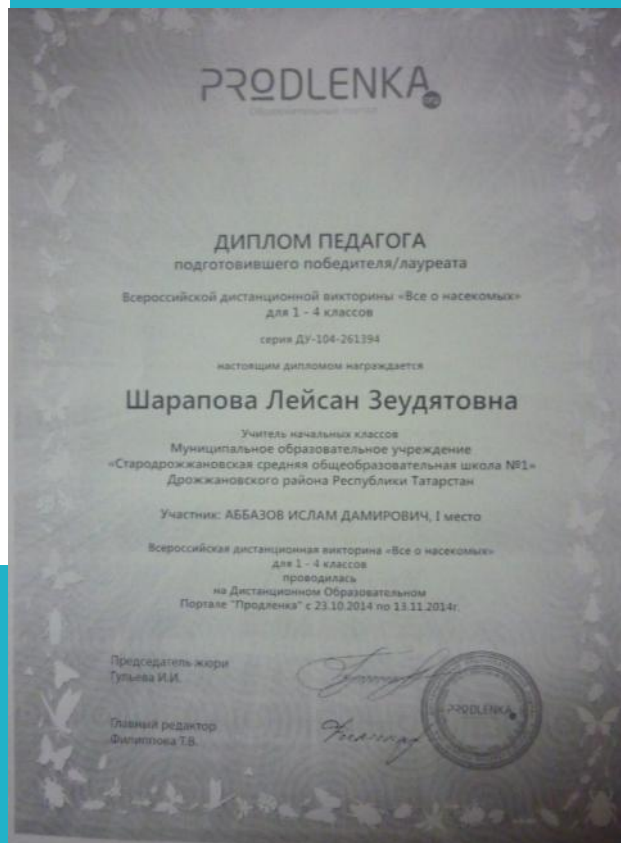 PRODLENKA
Образовательный портал
ДИПЛОМ ПЕДАГОГА
подготовившего победителя/лауреата
Всероссийской дистанционной викторины «Все о насекомых»
для 1 - 4 классов
серия ДУ-104-261394
настоящим дипломом награждается
Шарапова Лейсан Зеудятовна
Учитель начальных классов
Муниципальное образовательное учреждение
«Стародрожжановская средняя общеобразовательная школа №1»
Дрожжановского района Республики Татарстан
Участник: АББАЗОВ ИСЛАМ ДАМИРОВИЧ, I место
Всероссийская дистанционная викторина «Все о насекомых»
для 1 - 4 классов
проводилась
на Дистанционном Образовательном
Портале "Продленка" с 23.10.2014 по 13.11.2014г.
Председатель жюри
Гульева И.И.
Главный редактор
Филиппова Т.В.
PRODLENKA